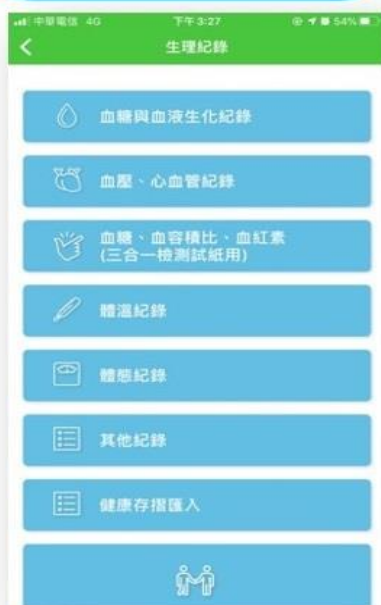 中華電信 4G 下午3:27 54%
生理紀錄
血糖與血液生化紀錄
血壓、心血管紀錄
血糖、血容積比、血紅素
(三合一檢測試紙用)
體溫紀錄
體態紀錄
其他紀錄
健康存摺匯入